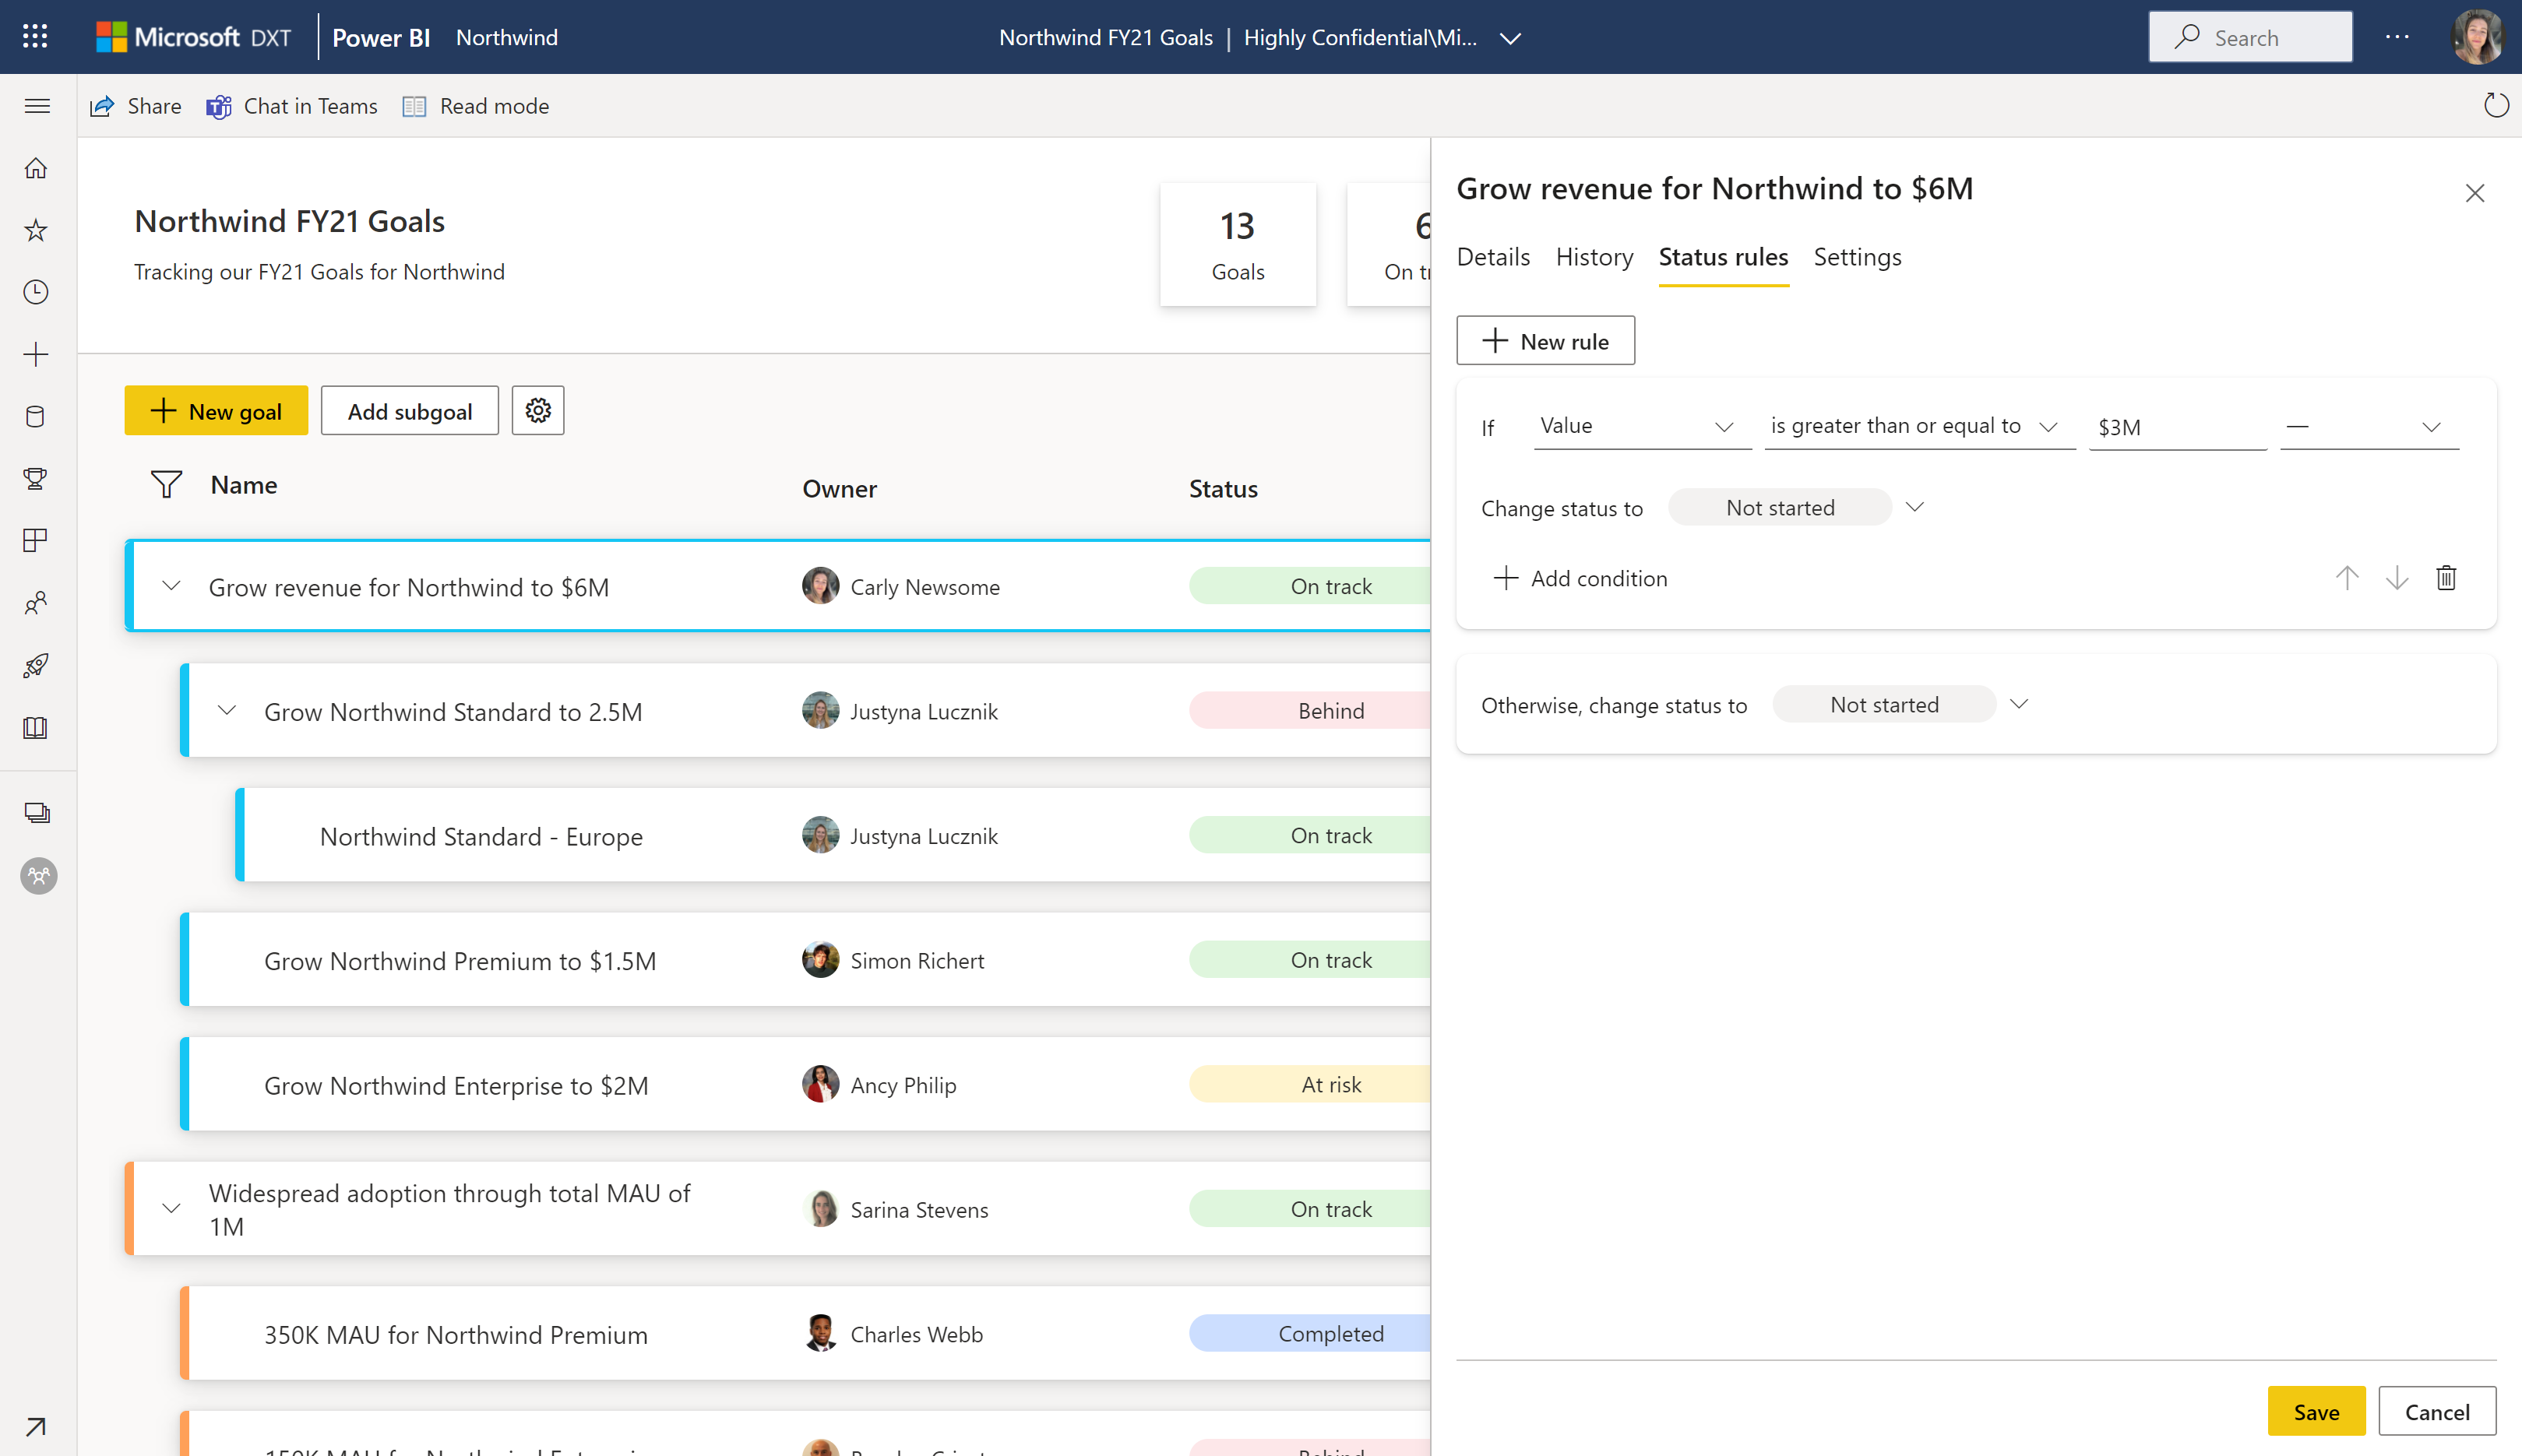 Microsoft DXT
Power BI
Northwind
Northwind FY21 Goals | Highly Confidential\Mi...
Search
...
Share
Chat in Teams
Read mode
Northwind FY21 Goals
Tracking our FY21 Goals for Northwind
13
Goals
6
On t
New goal
Add subgoal
Name
Owner
Status
Grow revenue for Northwind to $6M
Carly Newsome
On track
Grow Northwind Standard to 2.5M
Justyna Lucznik
Behind
Northwind Standard - Europe
Justyna Lucznik
On track
Grow Northwind Premium to $1.5M
Simon Richert
On track
Grow Northwind Enterprise to $2M
Ancy Philip
At risk
Widespread adoption through total MAU of
1M
Sarina Stevens
On track
350K MAU for Northwind Premium
Charles Webb
Completed
150K MAU for Northwind
Behind
Grow revenue for Northwind to $6M
Details
History
Status rules
Settings
New rule
If
Value
is greater than or equal to
$3M
—
Change status to
Not started
Add condition
Otherwise, change status to
Not started
Save
Cancel